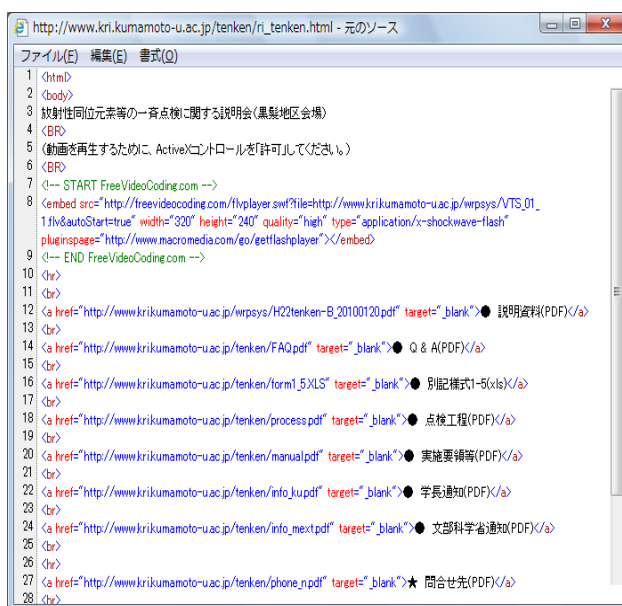 http://www.kri.kumamoto-u.ac.jp/tenken/ri_tenken.html - 元のソース
ファイル(F) 編集(E) 書式(O)
1 <html>
2 <body>
3 放射性同位元素等の一斉点検に関する説明会(黒髪地区会場)
4 <BR>
5 (動画を再生するために、ActiveXコントロールを「許可」してください。)
6 <BR>
7 <!-- START FreeVideoCoding.com -->
8 <embed src="http://freevideocoding.com/flvplayer.swf?file=http://www.kri.kumamoto-u.ac.jp/wrpsys/VTS_01_
1.flv&autoStart=true" width="320" height="240" quality="high" type="application/x-shockwave-flash"
pluginspage="http://www.macromedia.com/go/getflashplayer"></embed>
9 <!-- END FreeVideoCoding.com -->
10 <hr>
11 <br>
12 <a href="http://www.kri.kumamoto-u.ac.jp/wrpsys/H22tenken-B_20100120.pdf" target="_blank">● 説明資料(PDF)</a>
13 <br>
14 <a href="http://www.kri.kumamoto-u.ac.jp/tenken/FAQ.pdf" target="_blank">● Q & A(PDF)</a>
15 <br>
16 <a href="http://www.kri.kumamoto-u.ac.jp/tenken/form1_5.XLS" target="_blank">● 別記様式1-5(xls)</a>
17 <br>
18 <a href="http://www.kri.kumamoto-u.ac.jp/tenken/process.pdf" target="_blank">● 点検工程(PDF)</a>
19 <br>
20 <a href="http://www.kri.kumamoto-u.ac.jp/tenken/manual.pdf" target="_blank">● 実施要領等(PDF)</a>
21 <br>
22 <a href="http://www.kri.kumamoto-u.ac.jp/tenken/info_ku.pdf" target="_blank">● 学長通知(PDF)</a>
23 <br>
24 <a href="http://www.kri.kumamoto-u.ac.jp/tenken/info_mext.pdf" target="_blank">● 文部科学省通知(PDF)</a>
25 <br>
26 <hr>
27 <a href="http://www.kri.kumamoto-u.ac.jp/tenken/phone_n.pdf" target="_blank">★ 問合せ先(PDF)</a>
28 <hr>